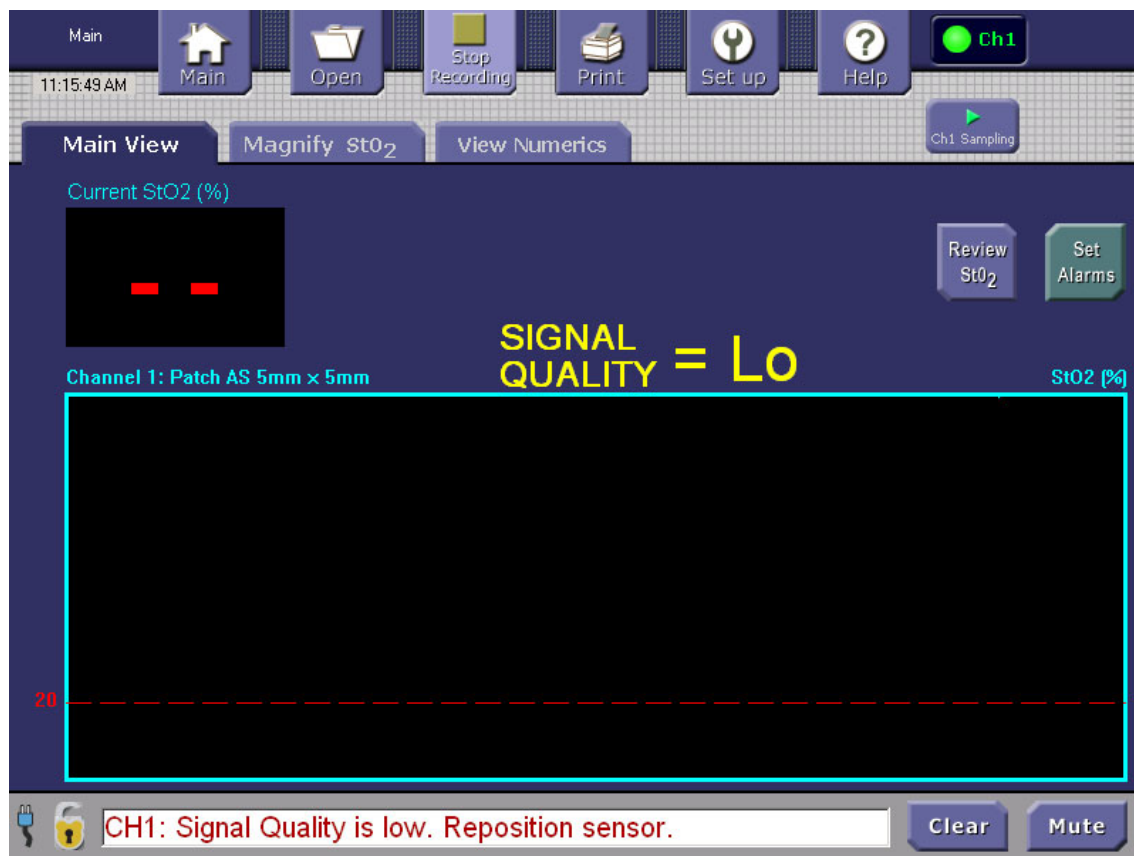 Main
Main
Open
Stop
Recording
Print
Set up
Help
Ch1
11:15:49 AM
Ch1 Sampling
Main View
Magnify StO2
View Numerics
Current StO2 (%)
- -
Review
StO2
Set
Alarms
SIGNAL
QUALITY = Lo
Channel 1: Patch AS 5mm x 5mm
StO2 (%)
20
CH1: Signal Quality is low. Reposition sensor.
Clear
Mute